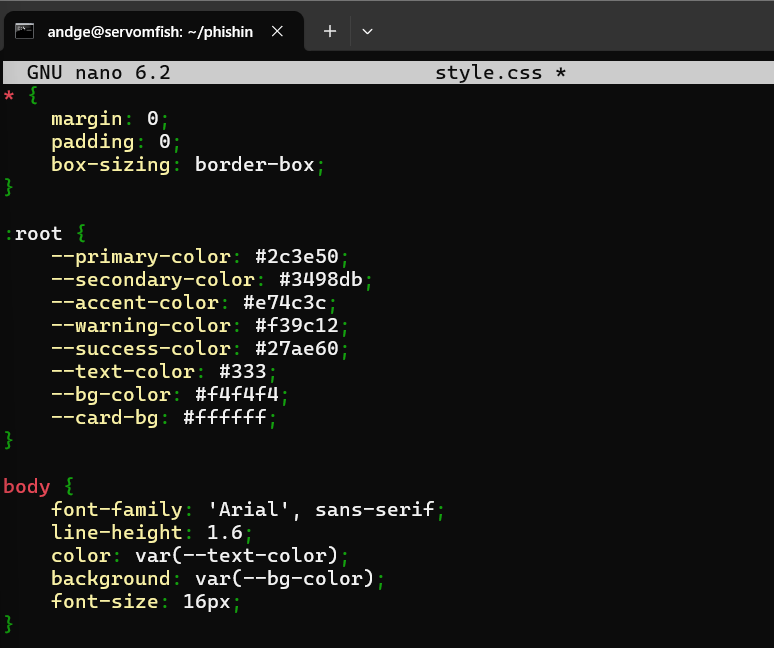 andge@servomfish: ~/phishin
GNU nano 6.2 style.css *
* {
    margin: 0;
    padding: 0;
    box-sizing: border-box;
}

:root {
    --primary-color: #2c3e50;
    --secondary-color: #3498db;
    --accent-color: #e74c3c;
    --warning-color: #f39c12;
    --success-color: #27ae60;
    --text-color: #333;
    --bg-color: #f4f4f4;
    --card-bg: #ffffff;
}

body {
    font-family: 'Arial', sans-serif;
    line-height: 1.6;
    color: var(--text-color);
    background: var(--bg-color);
    font-size: 16px;
}